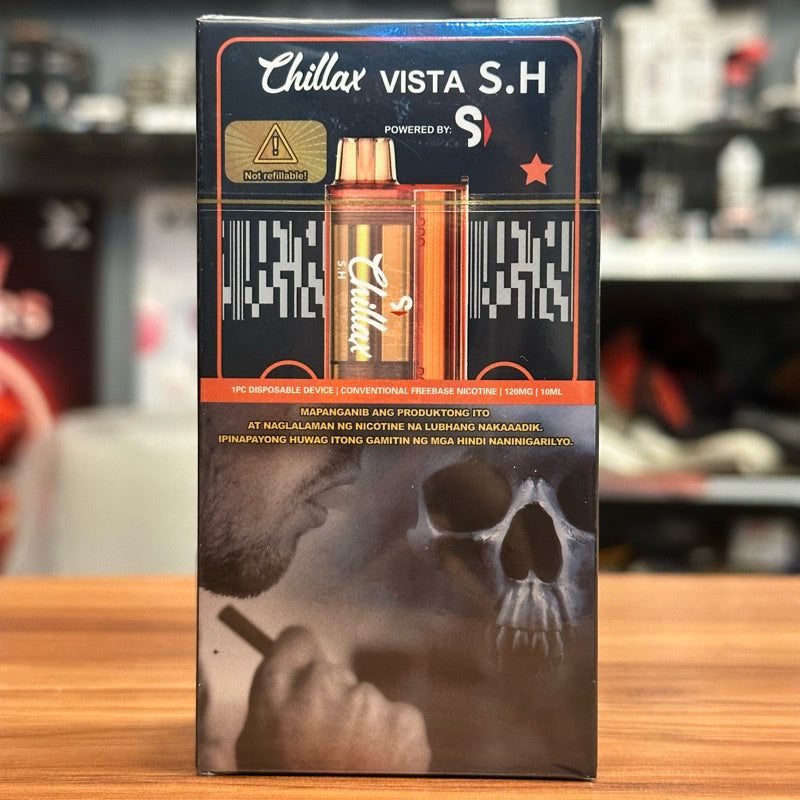 Chillax VISTA S.H
POWERED BY: S
Not refillable!
Chillax S.H
S
1PC DISPOSABLE DEVICE | CONVENTIONAL FREEBASE NICOTINE | 120MG | 10ML
MAPANGANIB ANG PRODUKTONG ITO
AT NAGLALAMAN NG NICOTINE NA LUBHANG NAKAAADIK.
IPINAPAYONG HUWAG ITONG GAMITIN NG MGA HINDI NANINIGARILYO.